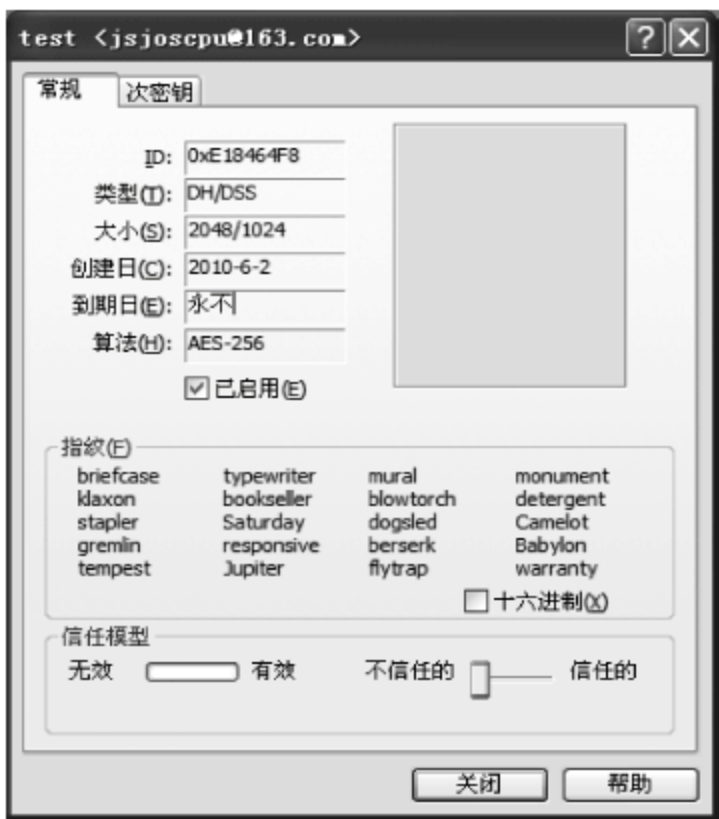 test <jsjoscpu@163.com>
常规 次密钥
ID: 0xE18464F8
类型(T): DH/DSS
大小(S): 2048/1024
创建日(C): 2010-6-2
到期日(E): 永不
算法(H): AES-256
已启用(E)
指纹(F)
briefcase typewriter mural monument
klaxon bookseller blowtorch detergent
stapler Saturday dogsled Camelot
gremlin responsive berserk Babylon
tempest Jupiter flytrap warranty
十六进制(X)
信任模型
无效 有效 不信任的 信任的
关闭 帮助